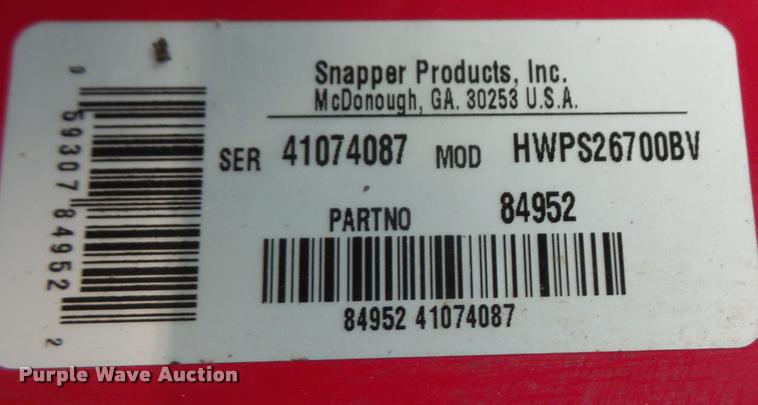 Snapper Products, Inc.
McDonough, GA. 30253 U.S.A.
SER 41074087 MOD HWPS26700BV
PARTNO 84952
84952 41074087
0 59307 84952 2
Purple Wave Auction